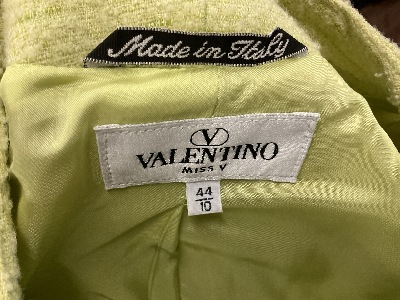 Made in Italy
V
VALENTINO
MISS V
44
10